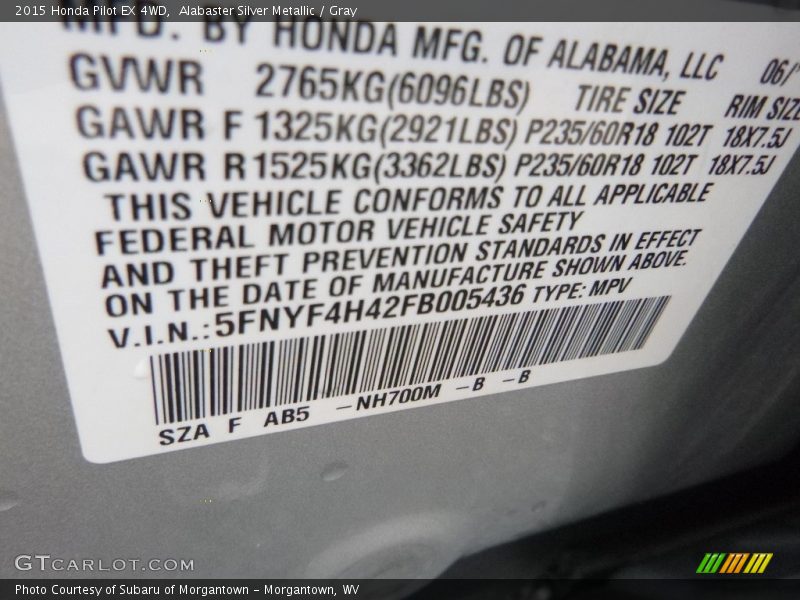 2015 Honda Pilot EX 4WD, Alabaster Silver Metallic / Gray
MFD. BY HONDA MFG. OF ALABAMA, LLC 06/
GVWR 2765KG(6096LBS) TIRE SIZE RIM SIZE
GAWR F 1325KG(2921LBS) P235/60R18 102T 18X7.5J
GAWR R 1525KG(3362LBS) P235/60R18 102T 18X7.5J
THIS VEHICLE CONFORMS TO ALL APPLICABLE
FEDERAL MOTOR VEHICLE SAFETY
AND THEFT PREVENTION STANDARDS IN EFFECT
ON THE DATE OF MANUFACTURE SHOWN ABOVE.
V.I.N.: 5FNYF4H42FB005436 TYPE: MPV
SZA F AB5 -NH700M -B -B
GTCARLOT.COM
Photo Courtesy of Subaru of Morgantown - Morgantown, WV